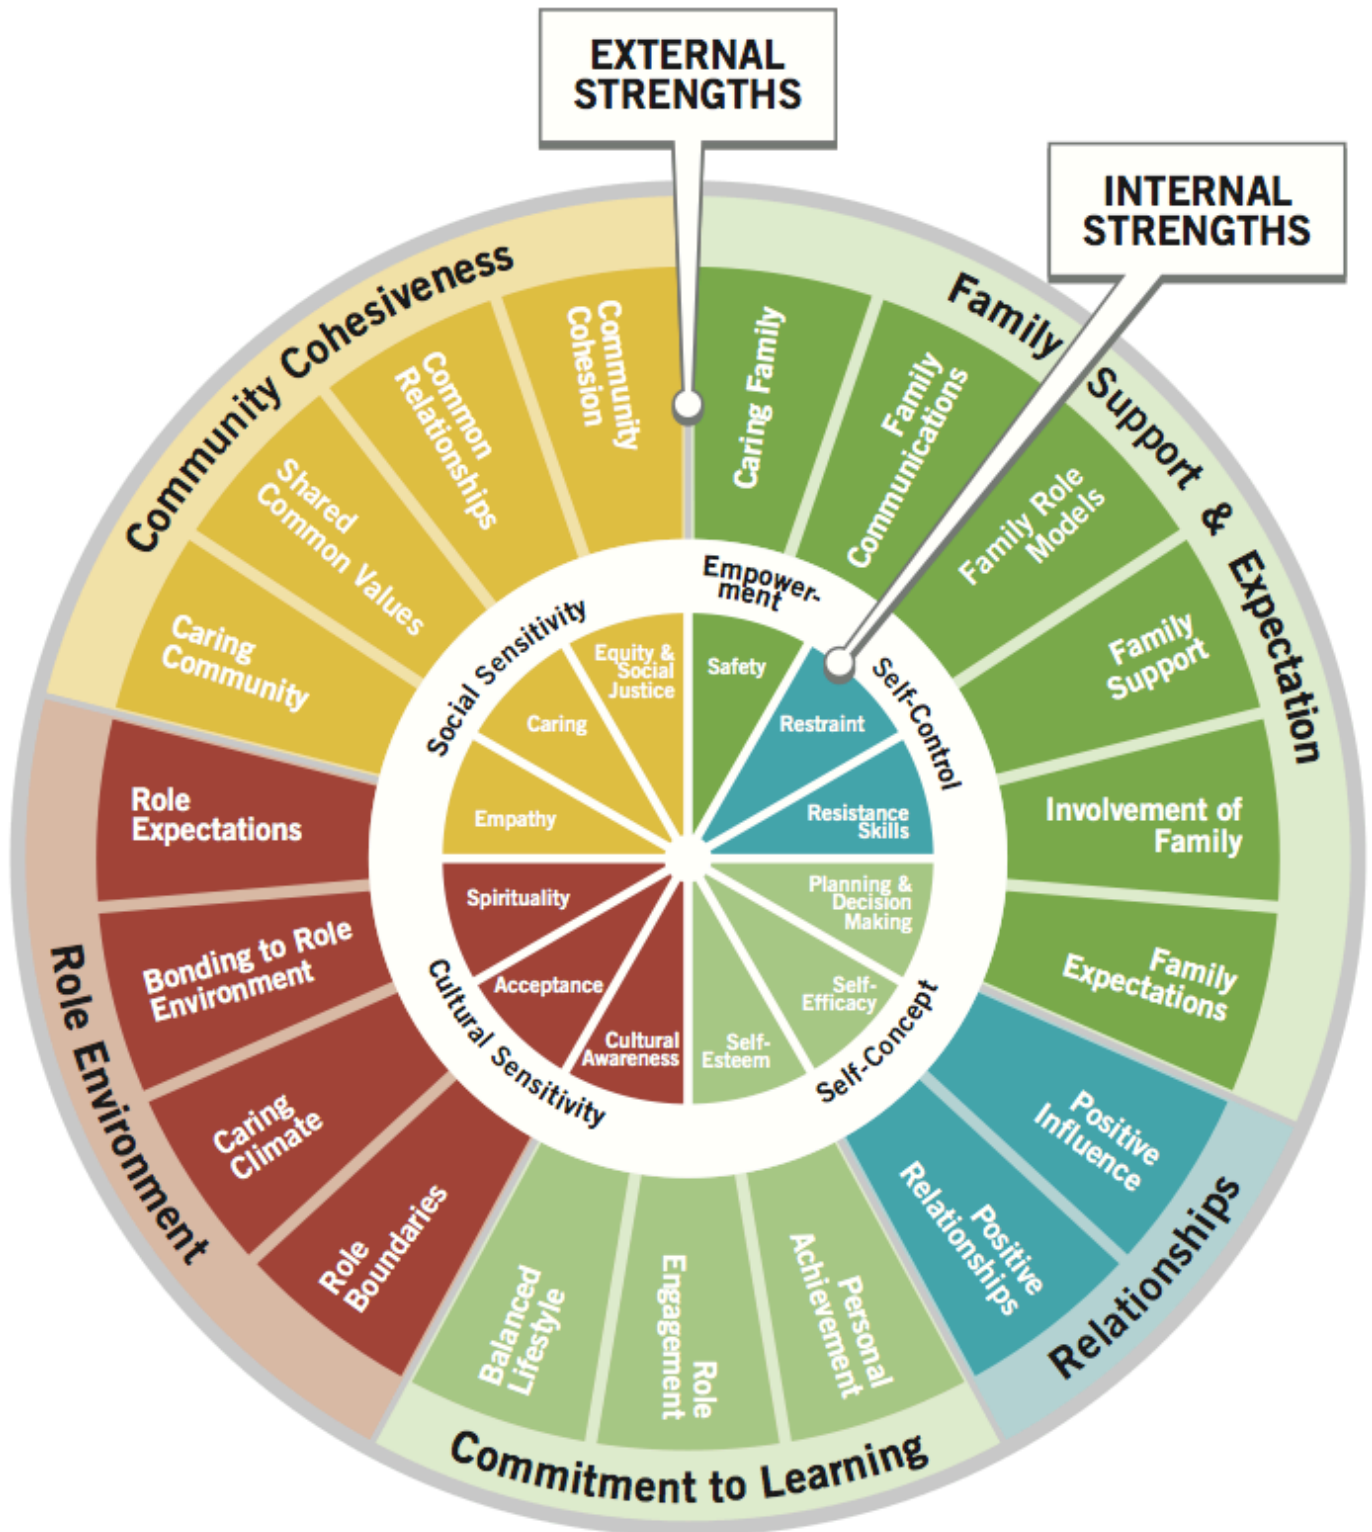 EXTERNAL
STRENGTHS
INTERNAL
STRENGTHS
Family Support & Expectation
Caring Family
Family
Communications
Family Role
Models
Family
Support
Involvement of
Family
Family
Expectations
Relationships
Positive
Influence
Positive
Relationships
Commitment to Learning
Personal
Achievement
Role
Engagement
Balanced
Lifestyle
Role Environment
Role
Boundaries
Caring
Climate
Bonding to Role
Environment
Role
Expectations
Community Cohesiveness
Caring
Community
Shared
Common Values
Common
Relationships
Community
Cohesion
Empower-
ment
Safety
Self-Control
Restraint
Resistance
Skills
Self-Concept
Planning &
Decision
Making
Self-
Efficacy
Self-
Esteem
Cultural Sensitivity
Cultural
Awareness
Acceptance
Spirituality
Social Sensitivity
Empathy
Caring
Equity &
Social
Justice